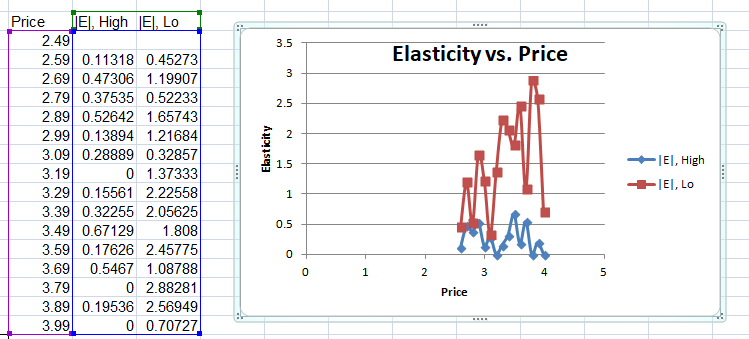 Price |E|, High |E|, Lo
2.49
2.59 0.11318 0.45273
2.69 0.47306 1.19907
2.79 0.37535 0.52233
2.89 0.52642 1.65743
2.99 0.13894 1.21684
3.09 0.28889 0.32857
3.19 0 1.37333
3.29 0.15561 2.22558
3.39 0.32255 2.05625
3.49 0.67129 1.808
3.59 0.17626 2.45775
3.69 0.5467 1.08788
3.79 0 2.88281
3.89 0.19536 2.56949
3.99 0 0.70727
Elasticity vs. Price
Elasticity
3.5
3
2.5
2
1.5
1
0.5
0
0 1 2 3 4 5
Price
|E|, High
|E|, Lo